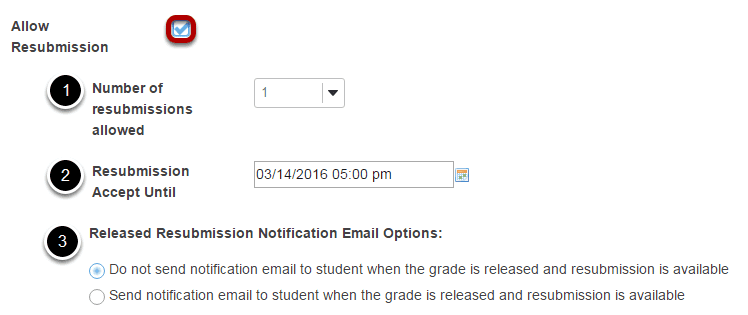 Allow
Resubmission
1 Number of
resubmissions
allowed
1
2 Resubmission
Accept Until
03/14/2016 05:00 pm
3 Released Resubmission Notification Email Options:
Do not send notification email to student when the grade is released and resubmission is available
Send notification email to student when the grade is released and resubmission is available